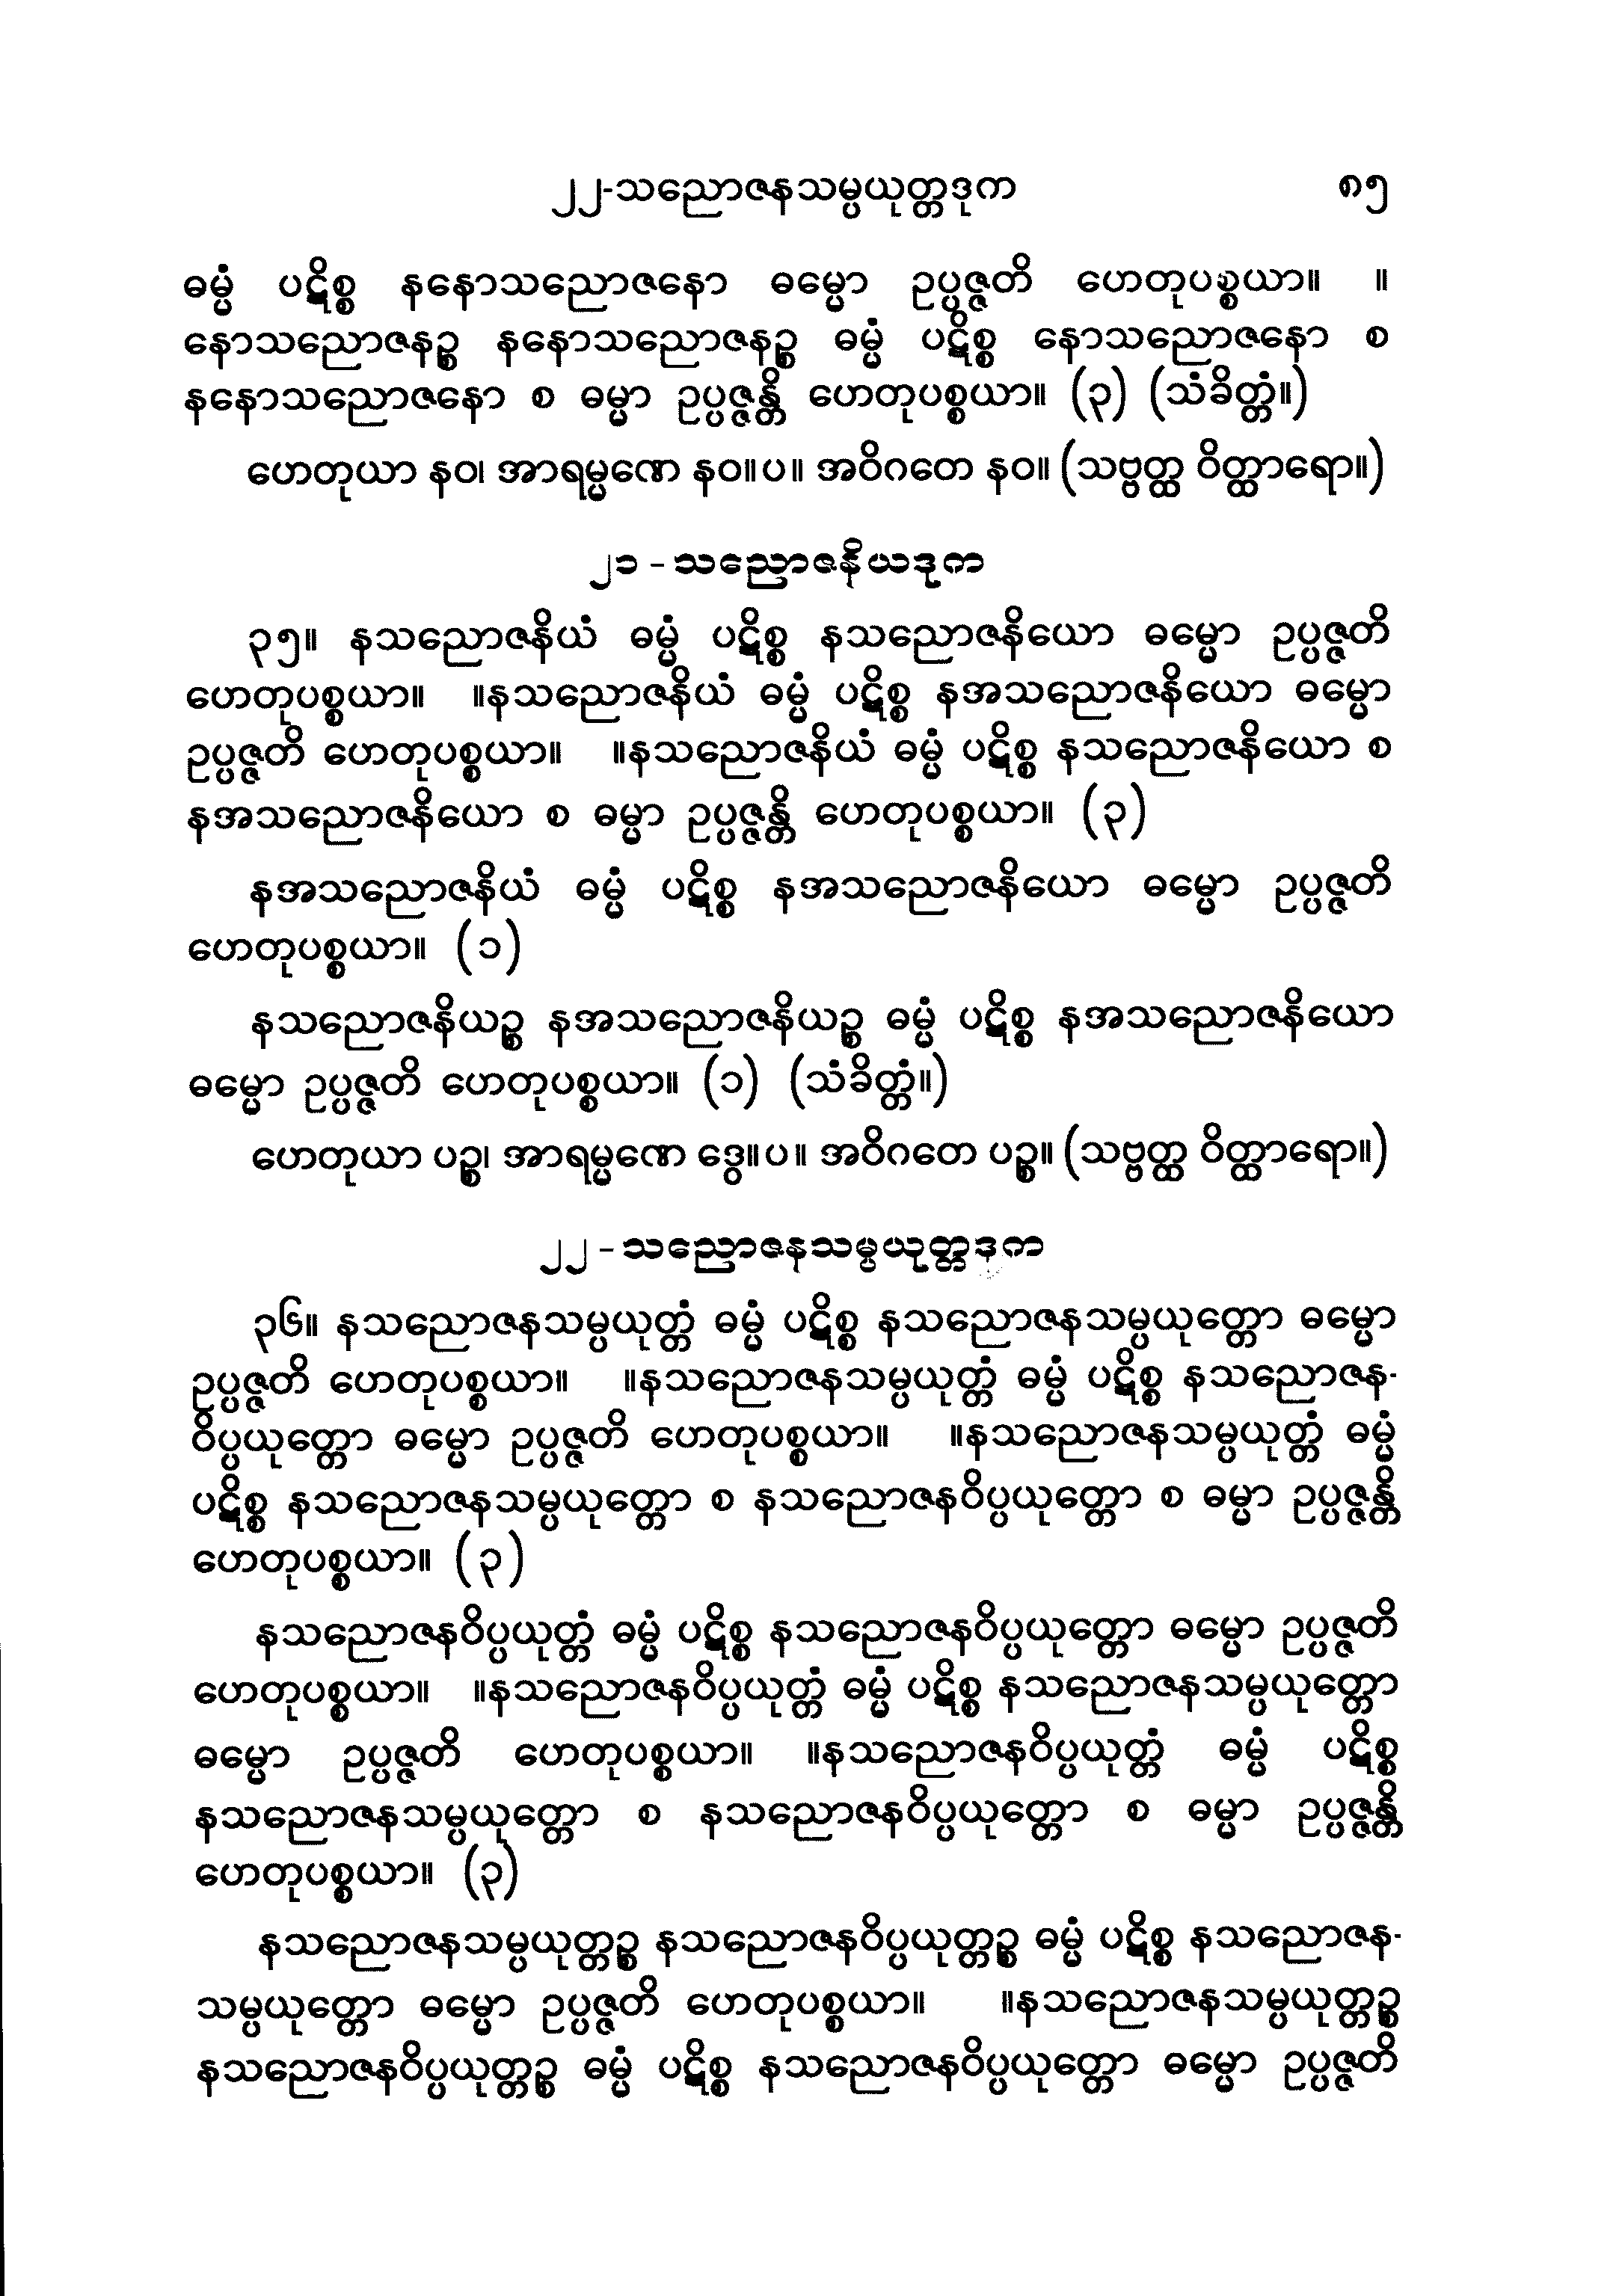 ၂၂-သညောဇနသမ္ပယုတ္တဒုက ၈၅
ဓမ္မံ ပဋိစ္စ နနောသညောဇနော ဓမ္မော ဥပ္ပဇ္ဇတိ ဟေတုပစ္စယာ။ ။
နောသညောဇနဉ္စ နနောသညောဇနဉ္စ ဓမ္မံ ပဋိစ္စ နောသညောဇနော စ
နနောသညောဇနော စ ဓမ္မာ ဥပ္ပဇ္ဇန္တိ ဟေတုပစ္စယာ။ (၃) (သံခိတ္တံ။)
ဟေတုယာ နဝ၊ အာရမ္မဏေ နဝ။ပ။ အဝိဂတေ နဝ။ (သဗ္ဗတ္ထ ဝိတ္ထာရော။)
၂၁ - သညောဇနိယဒုက
၃၅။ နသညောဇနိယံ ဓမ္မံ ပဋိစ္စ နသညောဇနိယော ဓမ္မော ဥပ္ပဇ္ဇတိ
ဟေတုပစ္စယာ။ ။နသညောဇနိယံ ဓမ္မံ ပဋိစ္စ နအသညောဇနိယော ဓမ္မော
ဥပ္ပဇ္ဇတိ ဟေတုပစ္စယာ။ ။နသညောဇနိယံ ဓမ္မံ ပဋိစ္စ နသညောဇနိယော စ
နအသညောဇနိယော စ ဓမ္မာ ဥပ္ပဇ္ဇန္တိ ဟေတုပစ္စယာ။ (၃)
နအသညောဇနိယံ ဓမ္မံ ပဋိစ္စ နအသညောဇနိယော ဓမ္မော ဥပ္ပဇ္ဇတိ
ဟေတုပစ္စယာ။ (၁)
နသညောဇနိယဉ္စ နအသညောဇနိယဉ္စ ဓမ္မံ ပဋိစ္စ နအသညောဇနိယော
ဓမ္မော ဥပ္ပဇ္ဇတိ ဟေတုပစ္စယာ။ (၁) (သံခိတ္တံ။)
ဟေတုယာ ပဉ္စ၊ အာရမ္မဏေ ဒွေ။ပ။ အဝိဂတေ ပဉ္စ။ (သဗ္ဗတ္ထ ဝိတ္ထာရော။)
၂၂ - သညောဇနသမ္ပယုတ္တဒုက
၃၆။ နသညောဇနသမ္ပယုတ္တံ ဓမ္မံ ပဋိစ္စ နသညောဇနသမ္ပယုတ္တော ဓမ္မော
ဥပ္ပဇ္ဇတိ ဟေတုပစ္စယာ။ ။နသညောဇနသမ္ပယုတ္တံ ဓမ္မံ ပဋိစ္စ နသညောဇန-
ဝိပ္ပယုတ္တော ဓမ္မော ဥပ္ပဇ္ဇတိ ဟေတုပစ္စယာ။ ။နသညောဇနသမ္ပယုတ္တံ ဓမ္မံ
ပဋိစ္စ နသညောဇနသမ္ပယုတ္တော စ နသညောဇနဝိပ္ပယုတ္တော စ ဓမ္မာ ဥပ္ပဇ္ဇန္တိ
ဟေတုပစ္စယာ။ (၃)
နသညောဇနဝိပ္ပယုတ္တံ ဓမ္မံ ပဋိစ္စ နသညောဇနဝိပ္ပယုတ္တော ဓမ္မော ဥပ္ပဇ္ဇတိ
ဟေတုပစ္စယာ။ ။နသညောဇနဝိပ္ပယုတ္တံ ဓမ္မံ ပဋိစ္စ နသညောဇနသမ္ပယုတ္တော
ဓမ္မော ဥပ္ပဇ္ဇတိ ဟေတုပစ္စယာ။ ။နသညောဇနဝိပ္ပယုတ္တံ ဓမ္မံ ပဋိစ္စ
နသညောဇနသမ္ပယုတ္တော စ နသညောဇနဝိပ္ပယုတ္တော စ ဓမ္မာ ဥပ္ပဇ္ဇန္တိ
ဟေတုပစ္စယာ။ (၃)
နသညောဇနသမ္ပယုတ္တဉ္စ နသညောဇနဝိပ္ပယုတ္တဉ္စ ဓမ္မံ ပဋိစ္စ နသညောဇန-
သမ္ပယုတ္တော ဓမ္မော ဥပ္ပဇ္ဇတိ ဟေတုပစ္စယာ။ ။နသညောဇနသမ္ပယုတ္တဉ္စ
နသညောဇနဝိပ္ပယုတ္တဉ္စ ဓမ္မံ ပဋိစ္စ နသညောဇနဝိပ္ပယုတ္တော ဓမ္မော ဥပ္ပဇ္ဇတိ